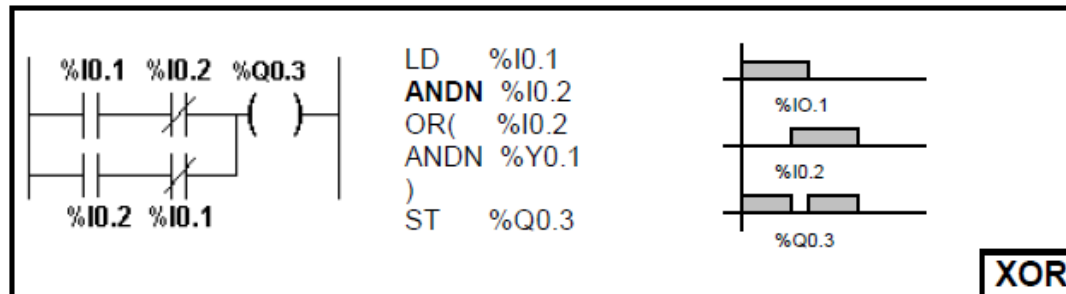 %I0.1 %I0.2 %Q0.3
%I0.2 %I0.1
LD %I0.1
ANDN %I0.2
OR( %I0.2
ANDN %Y0.1
)
ST %Q0.3
%IO.1
%I0.2
%Q0.3
XOR